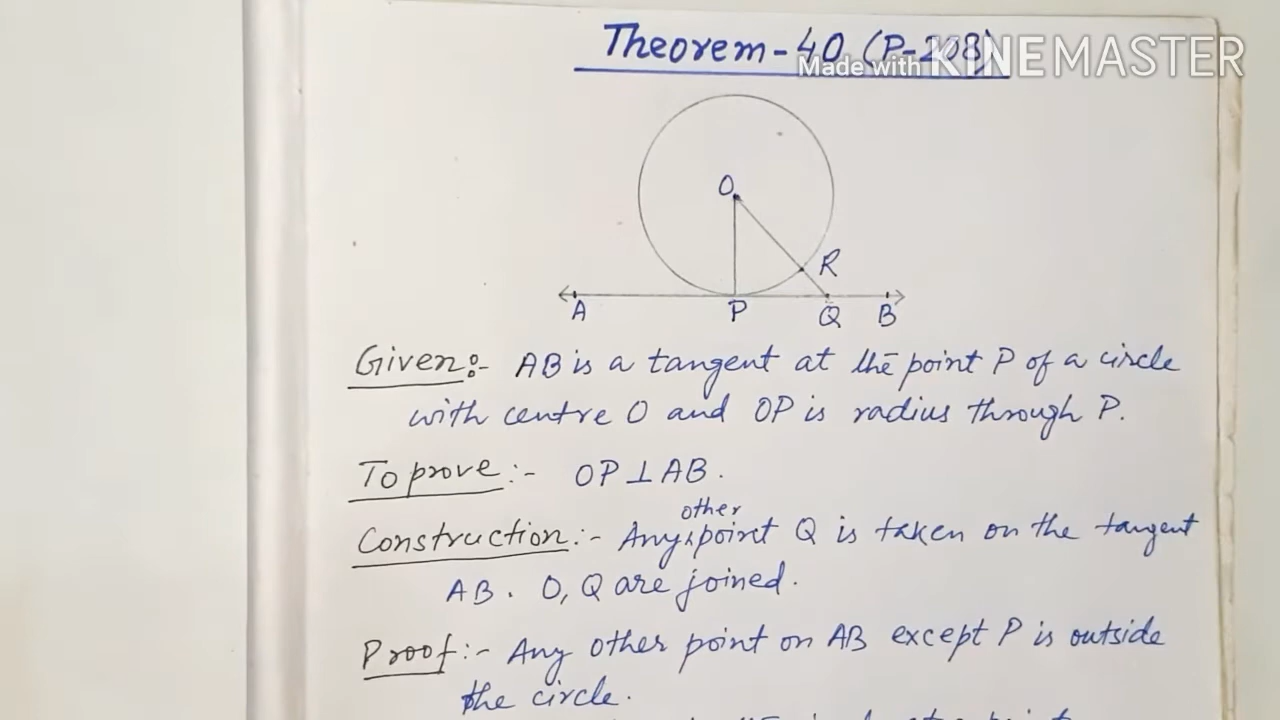 Theorem-40 (P-208)
Made with KINEMASTER
O
R
A P Q B
Given:- AB is a tangent at the point P of a circle
with centre O and OP is radius through P.
To prove:- OP⊥AB.
other
Construction:- Any point Q is taken on the tangent
AB. O, Q are joined.
Proof:- Any other point on AB except P is outside
the circle.